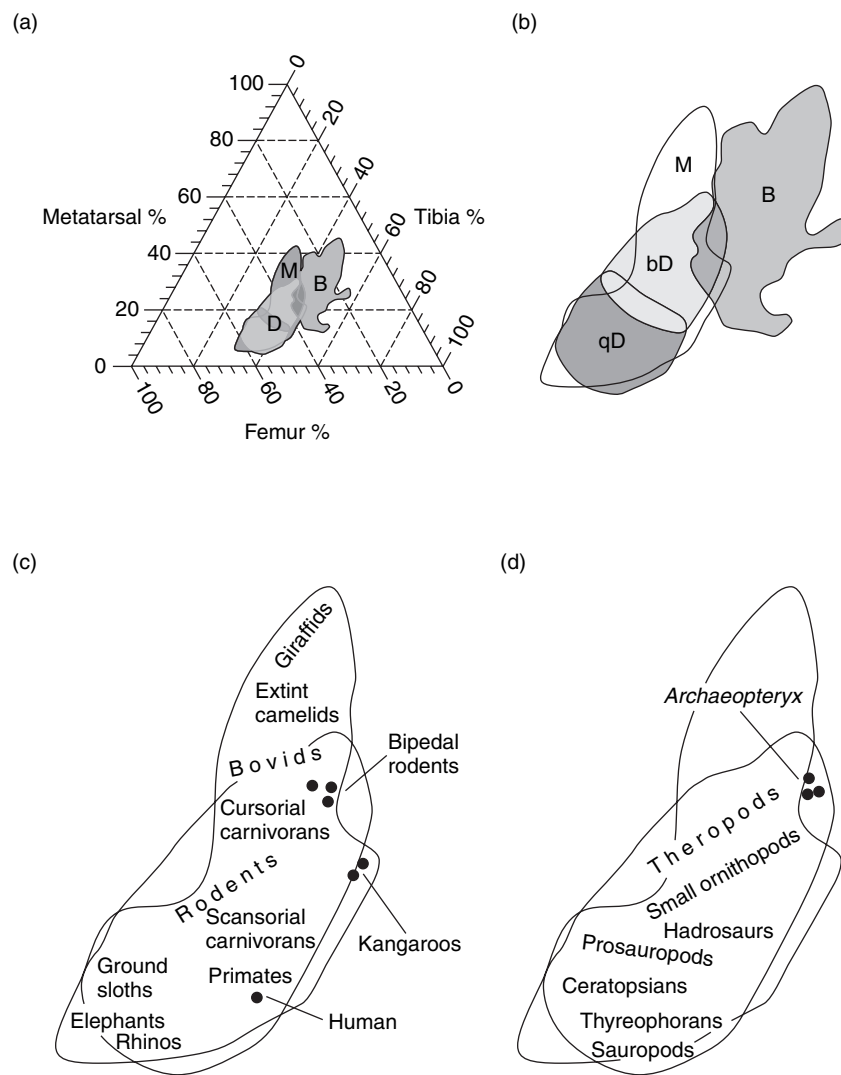 (a)
0
100
20
80
40
60
Metatarsal %
Tibia %
60
40
M
B
80
20
D
100
0
100
80
60
40
20
0
Femur %
(b)
M
B
bD
qD
(c)
Giraffids
Extint
camelids
Bovids
Bipedal
rodents
Cursorial
carnivorans
Rodents
Scansorial
carnivorans
Kangaroos
Ground
sloths
Primates
Elephants
Human
Rhinos
(d)
Archaeopteryx
Theropods
Small ornithopods
Hadrosaurs
Prosauropods
Ceratopsians
Thyreophorans
Sauropods